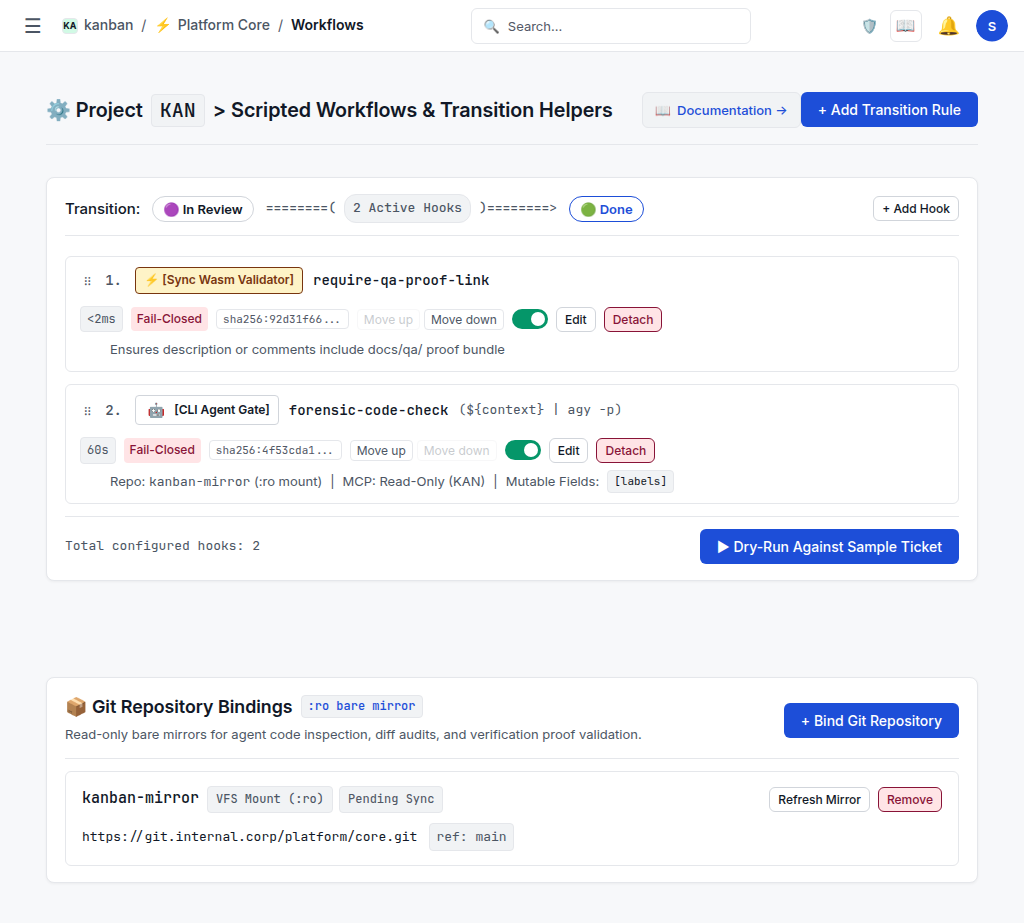 ☰ KA kanban / ⚡ Platform Core / Workflows 🔍 Search... 🛡️ 📖 🔔 S
⚙️ Project KAN > Scripted Workflows & Transition Helpers 📖 Documentation → + Add Transition Rule
Transition: 🟣 In Review ========( 2 Active Hooks )========> 🟢 Done + Add Hook
⠿ 1. ⚡ [Sync Wasm Validator] require-qa-proof-link
<2ms Fail-Closed sha256:92d31f66... Move up Move down Edit Detach
Ensures description or comments include docs/qa/ proof bundle
⠿ 2. 🤖 [CLI Agent Gate] forensic-code-check (${context} | agy -p)
60s Fail-Closed sha256:4f53cda1... Move up Move down Edit Detach
Repo: kanban-mirror (:ro mount) | MCP: Read-Only (KAN) | Mutable Fields: [labels]
Total configured hooks: 2 ▶ Dry-Run Against Sample Ticket
📦 Git Repository Bindings :ro bare mirror
Read-only bare mirrors for agent code inspection, diff audits, and verification proof validation.
+ Bind Git Repository
kanban-mirror VFS Mount (:ro) Pending Sync Refresh Mirror Remove
https://git.internal.corp/platform/core.git ref: main